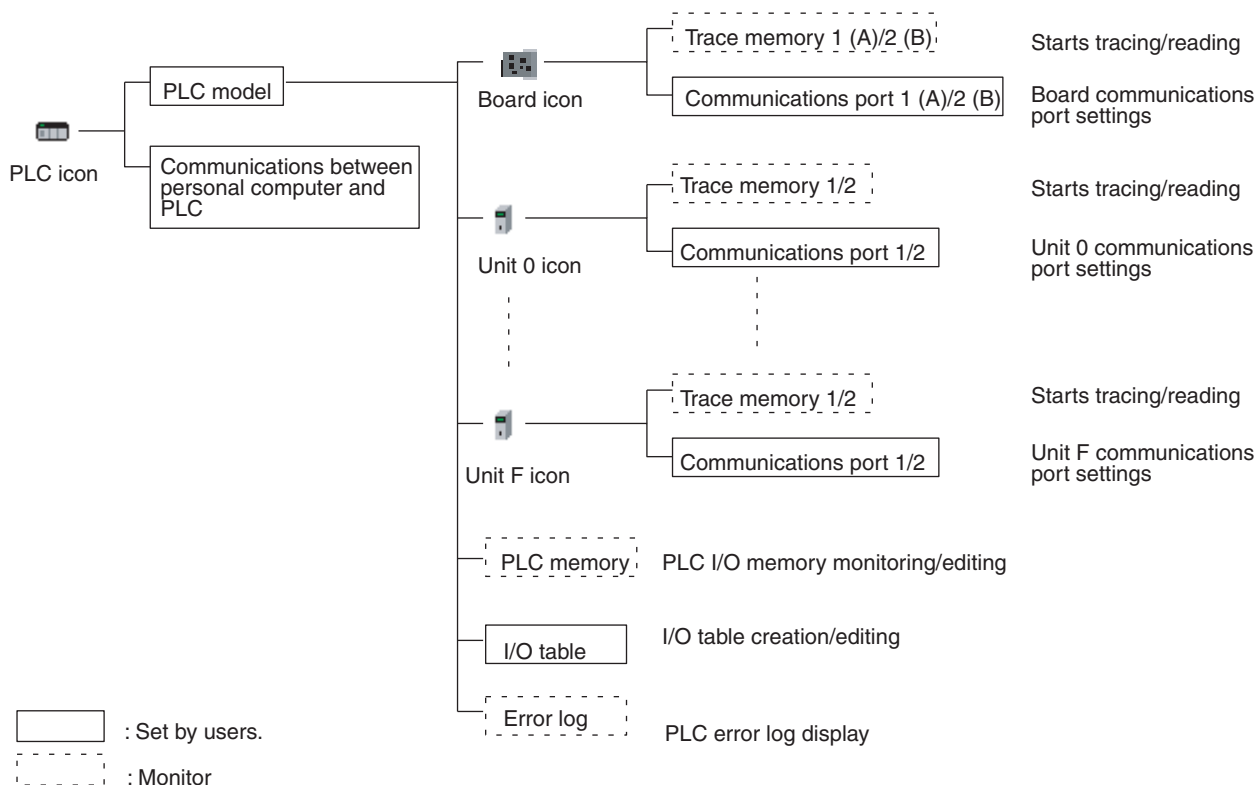 Trace memory 1 (A)/2 (B)
Starts tracing/reading
PLC model
Board icon
Communications port 1 (A)/2 (B)
Board communications
port settings
PLC icon
Communications between
personal computer and
PLC
Trace memory 1/2
Starts tracing/reading
Unit 0 icon
Communications port 1/2
Unit 0 communications
port settings
Trace memory 1/2
Starts tracing/reading
Unit F icon
Communications port 1/2
Unit F communications
port settings
PLC memory
PLC I/O memory monitoring/editing
I/O table
I/O table creation/editing
Error log
PLC error log display
: Set by users.
: Monitor